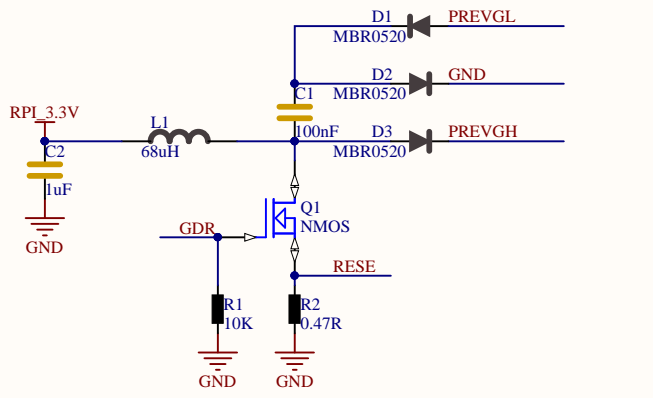 D1
PREVGL
MBR0520
D2
GND
MBR0520
C1
100nF
D3
PREVGH
MBR0520
RPI_3.3V
C2
1uF
GND
L1
68uH
Q1
NMOS
GDR
RESE
R1
10K
GND
R2
0.47R
GND